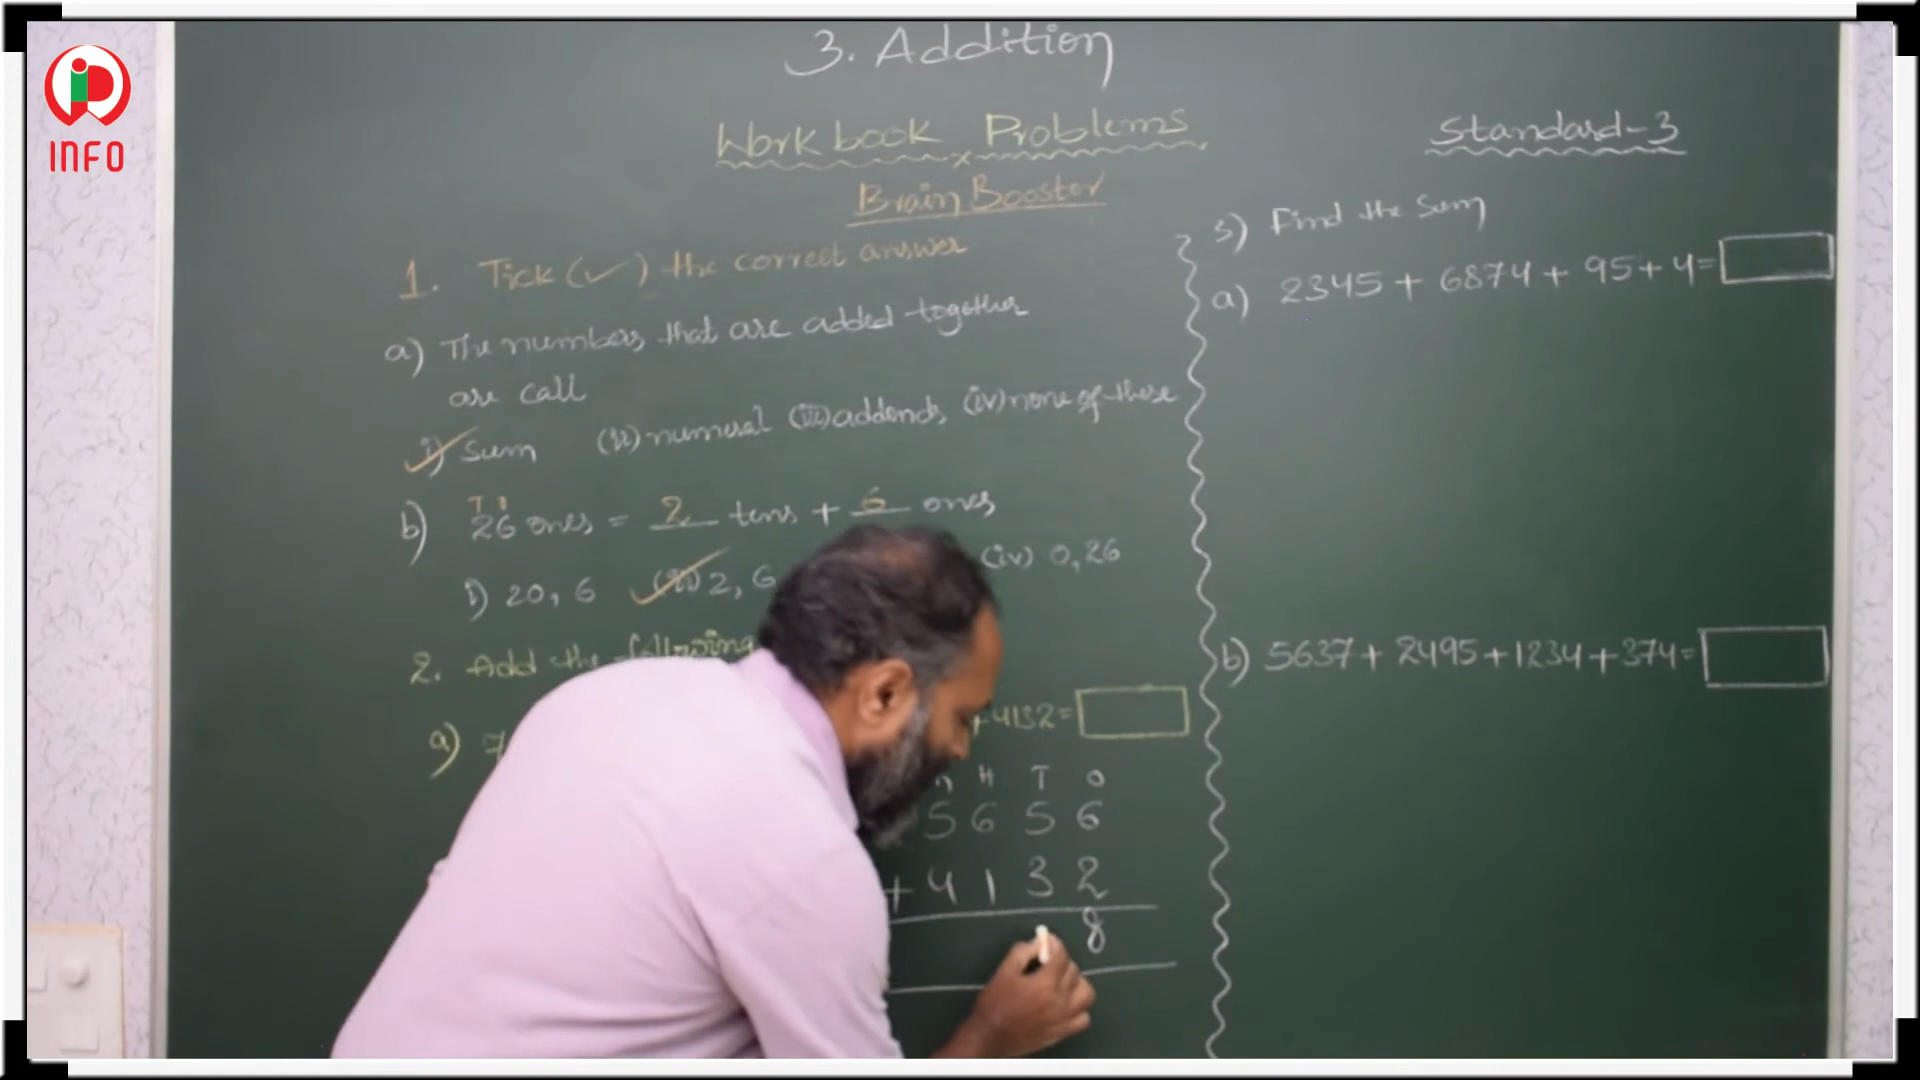 INFO
3. Addition
Work book Problems
Standard-3
Brain Booster
1. Tick (✓) the correct answer
a) The numbers that are added together
are call
i) Sum (ii) numeral (iii) addends (iv) none of these
T O
b) 26 ones = 2 tens + 6 ones
i) 20, 6 (ii) 2, 6 (iv) 0, 26
2. Add the following
a) 7 +4132=
H T O
5 6 5 6
+ 4 1 3 2
8
3) Find the Sum
a) 2345 + 6874 + 95 + 4 =
b) 5637 + 2495 + 1234 + 374 =